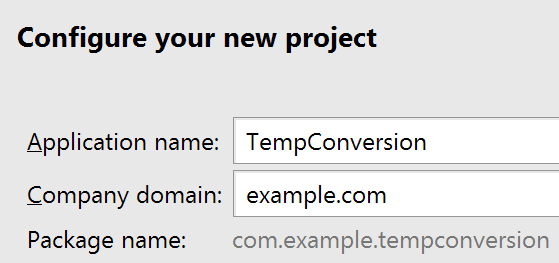 Configure your new project
Application name: TempConversion
Company domain: example.com
Package name: com.example.tempconversion